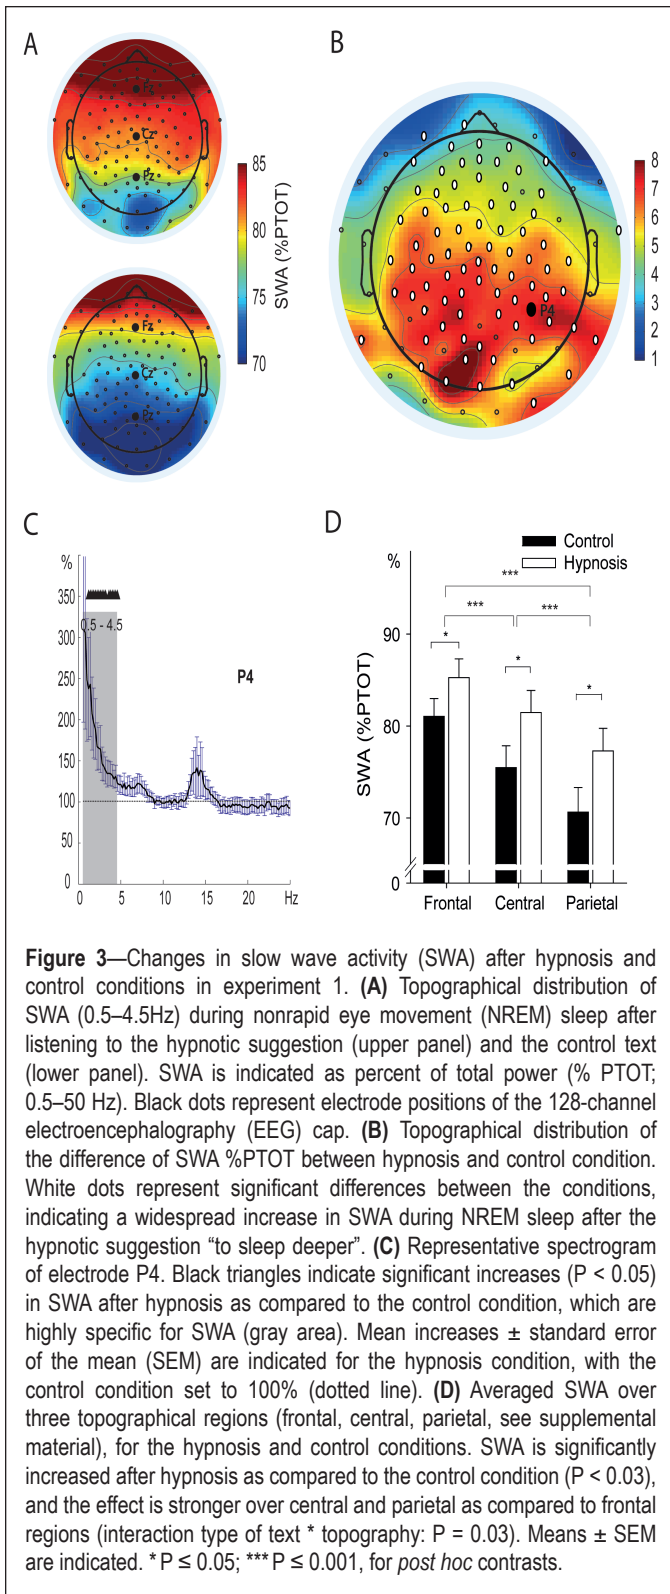 A
Fz
Cz
Pz
Fz
Cz
Pz
85
80
75
70
SWA (%PTOT)
B
P4
8
7
6
5
4
3
2
1
C
%
350
300
250
200
150
100
50
0
0.5 - 4.5
P4
0
5
10
15
20
Hz
D
Control
Hypnosis
%
***
***
***
*
*
*
90
80
70
0
SWA (%PTOT)
Frontal
Central
Parietal
Figure 3—Changes in slow wave activity (SWA) after hypnosis and
control conditions in experiment 1. (A) Topographical distribution of
SWA (0.5–4.5Hz) during nonrapid eye movement (NREM) sleep after
listening to the hypnotic suggestion (upper panel) and the control text
(lower panel). SWA is indicated as percent of total power (% PTOT;
0.5–50 Hz). Black dots represent electrode positions of the 128-channel
electroencephalography (EEG) cap. (B) Topographical distribution of
the difference of SWA %PTOT between hypnosis and control condition.
White dots represent significant differences between the conditions,
indicating a widespread increase in SWA during NREM sleep after the
hypnotic suggestion “to sleep deeper”. (C) Representative spectrogram
of electrode P4. Black triangles indicate significant increases (P < 0.05)
in SWA after hypnosis as compared to the control condition, which are
highly specific for SWA (gray area). Mean increases ± standard error
of the mean (SEM) are indicated for the hypnosis condition, with the
control condition set to 100% (dotted line). (D) Averaged SWA over
three topographical regions (frontal, central, parietal, see supplemental
material), for the hypnosis and control conditions. SWA is significantly
increased after hypnosis as compared to the control condition (P < 0.03),
and the effect is stronger over central and parietal as compared to frontal
regions (interaction type of text * topography: P = 0.03). Means ± SEM
are indicated. * P ≤ 0.05; *** P ≤ 0.001, for post hoc contrasts.